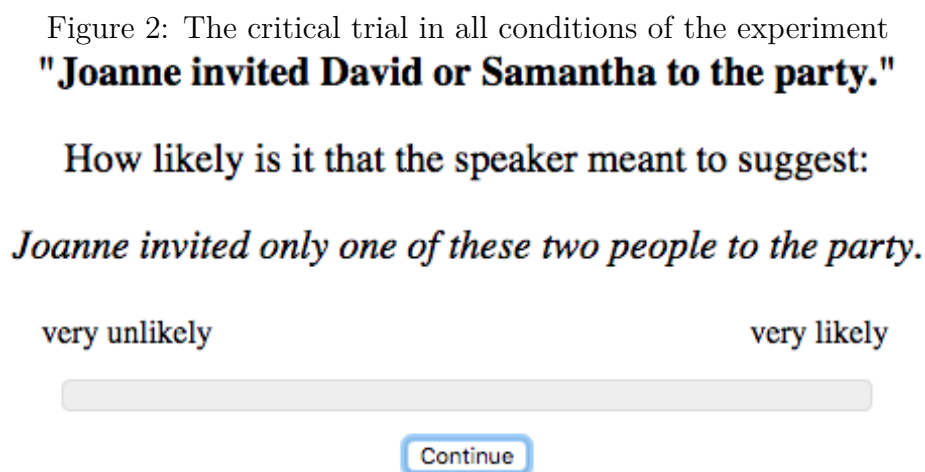 Figure 2: The critical trial in all conditions of the experiment
"Joanne invited David or Samantha to the party."
How likely is it that the speaker meant to suggest:
Joanne invited only one of these two people to the party.
very unlikely very likely
Continue